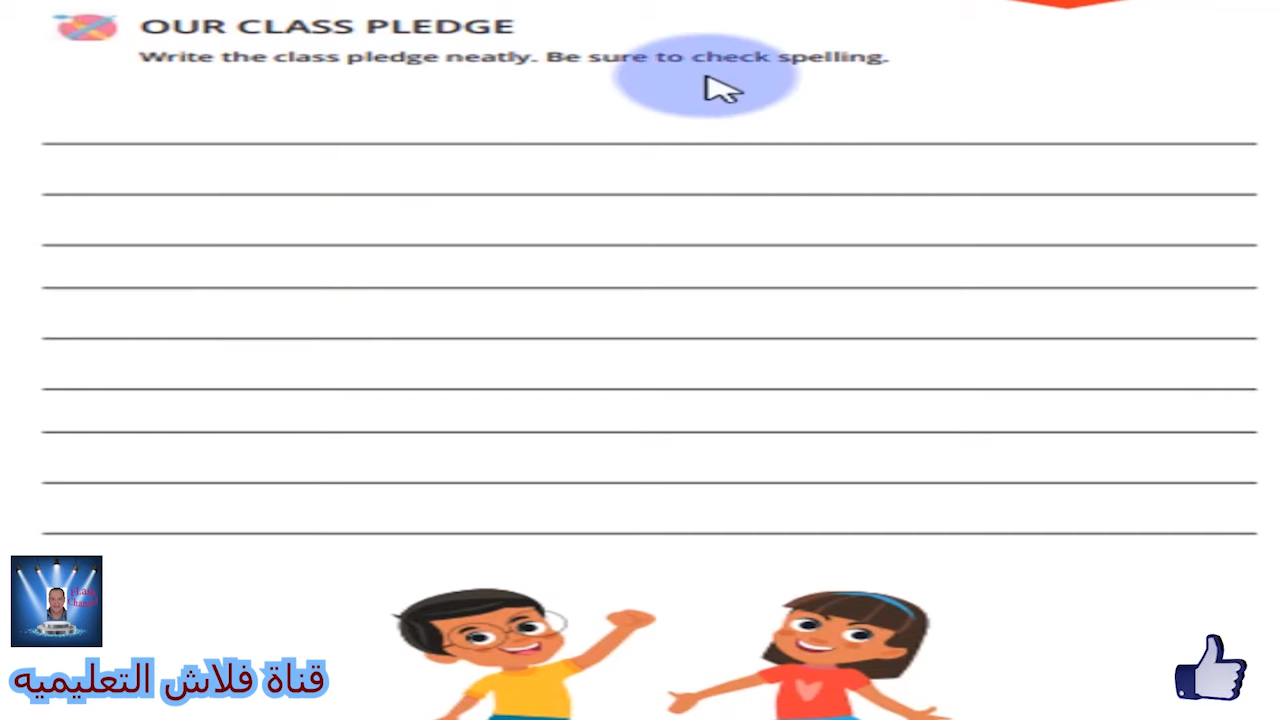 OUR CLASS PLEDGE
Write the class pledge neatly. Be sure to check spelling.
قناة فلاش التعليميه